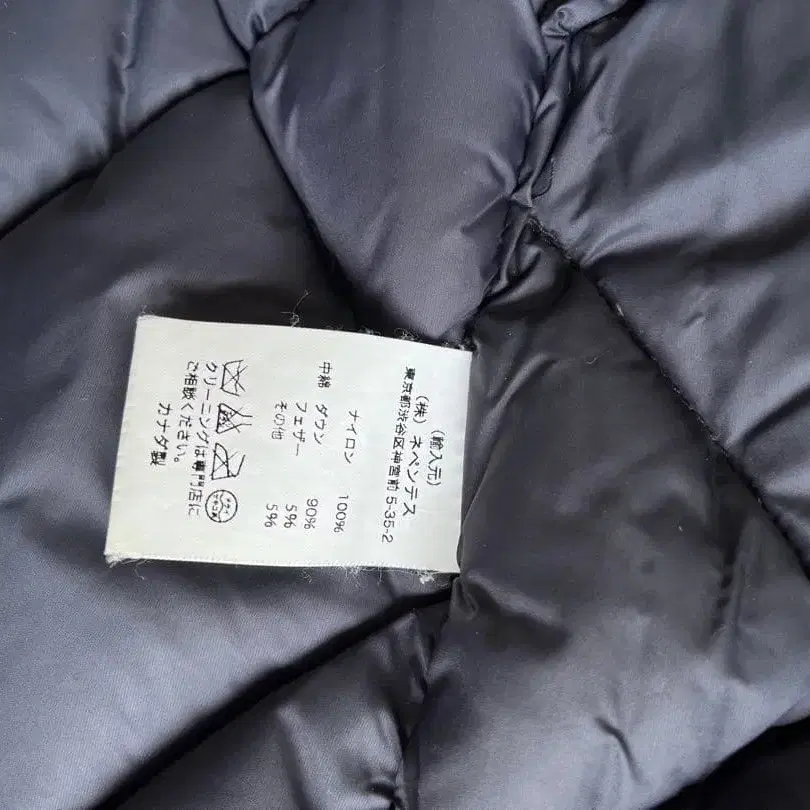 (輸入元)
(株) ネペンテス
東京都渋谷区神宮前 5-35-2
ナイロン 100%
中綿 ダウン 90%
フェザー 5%
その他 5%
クリーニングは専門店に
ご相談ください。
カナダ製